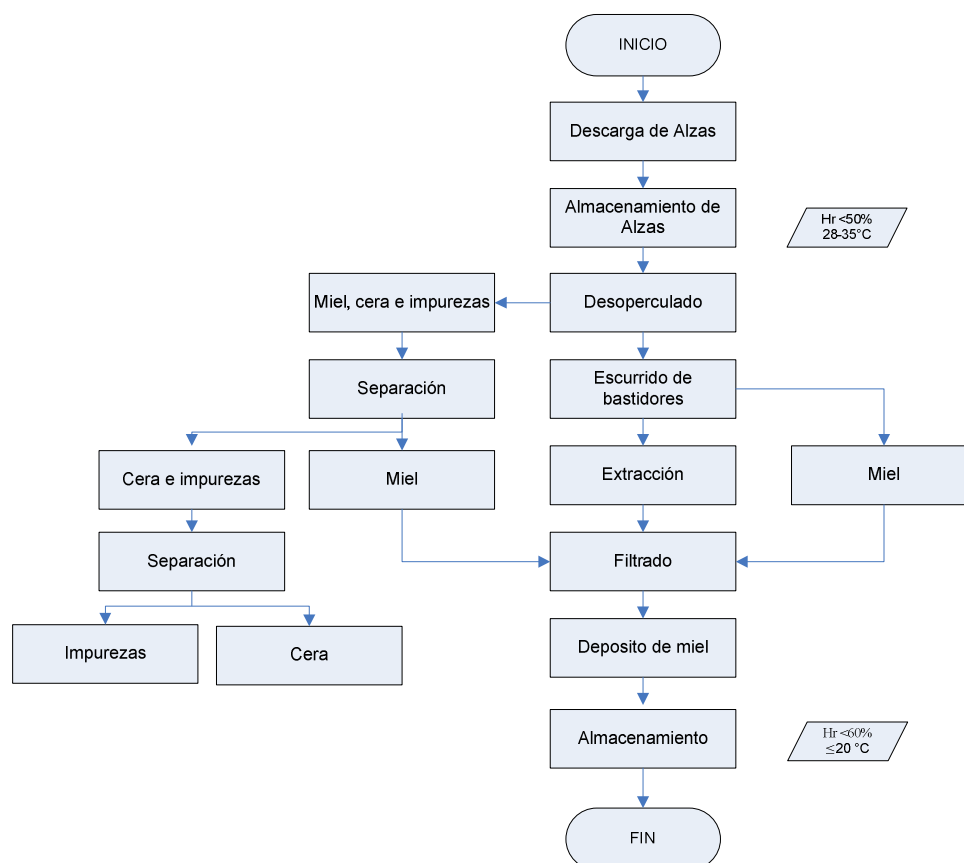 INICIO
Descarga de Alzas
Almacenamiento de
Alzas
Hr <50%
28-35°C
Miel, cera e impurezas
Desoperculado
Separación
Escurrido de
bastidores
Cera e impurezas
Miel
Extracción
Miel
Separación
Filtrado
Impurezas
Cera
Deposito de miel
Almacenamiento
Hr <60%
≤20 °C
FIN